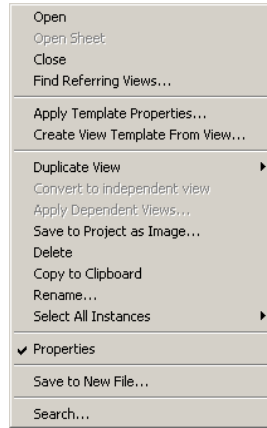 Open
Open Sheet
Close
Find Referring Views...
Apply Template Properties...
Create View Template From View...
Duplicate View
Convert to independent view
Apply Dependent Views...
Save to Project as Image...
Delete
Copy to Clipboard
Rename...
Select All Instances
Properties
Save to New File...
Search...